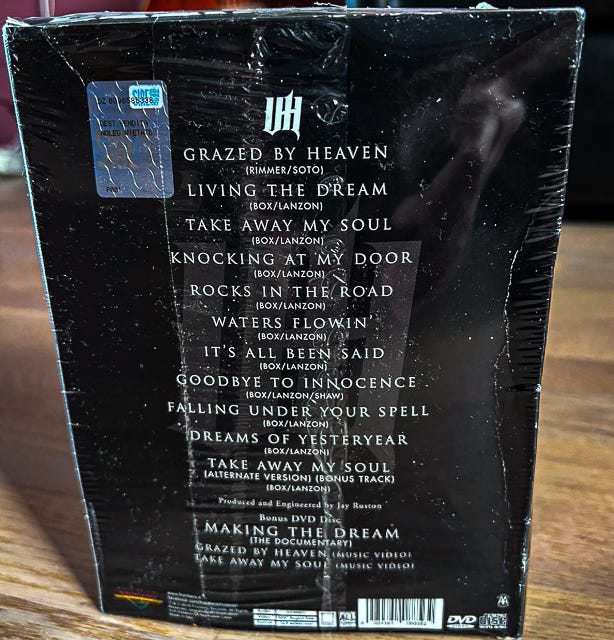 SIAE
UH
GRAZED BY HEAVEN
(RIMMER/SOTO)
LIVING THE DREAM
(BOX/LANZON)
TAKE AWAY MY SOUL
(BOX/LANZON)
KNOCKING AT MY DOOR
(BOX/LANZON)
ROCKS IN THE ROAD
(BOX/LANZON)
WATERS FLOWIN'
(BOX/LANZON)
IT'S ALL BEEN SAID
(BOX/LANZON)
GOODBYE TO INNOCENCE
(BOX/LANZON/SHAW)
FALLING UNDER YOUR SPELL
(BOX/LANZON)
DREAMS OF YESTERYEAR
(BOX/LANZON)
TAKE AWAY MY SOUL
(ALTERNATE VERSION) (BONUS TRACK)
(BOX/LANZON)
Produced and Engineered by Jay Ruston
Bonus DVD Disc
MAKING THE DREAM
(THE DOCUMENTARY)
GRAZED BY HEAVEN (MUSIC VIDEO)
TAKE AWAY MY SOUL (MUSIC VIDEO)
ALL
DVD